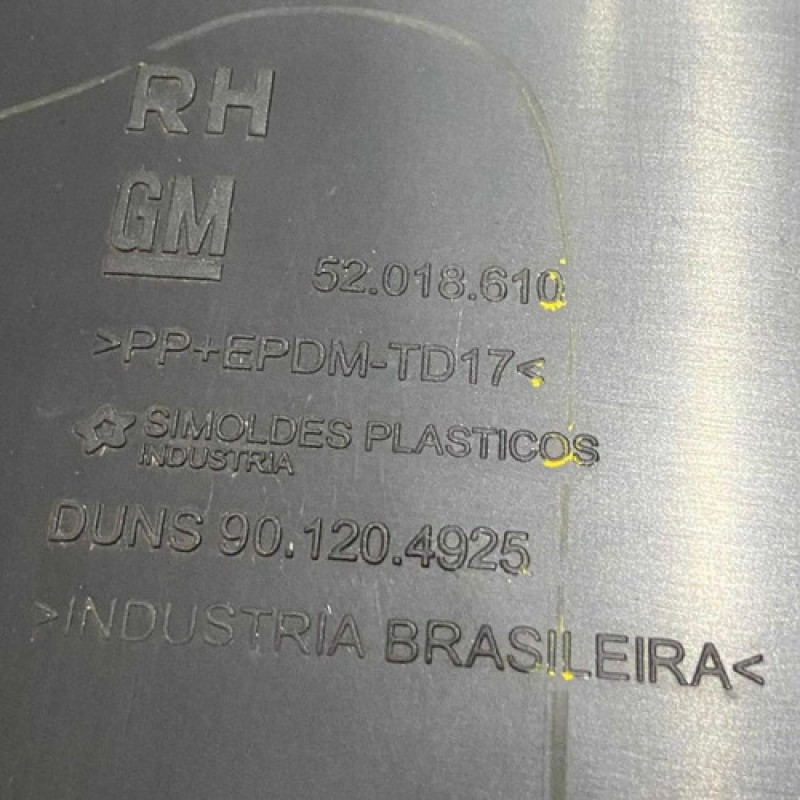 RH
GM
52.018.610
>PP+EPDM-TD17<
SIMOLDES PLASTICOS
INDUSTRIA
DUNS 90.120.4925
>INDUSTRIA BRASILEIRA<